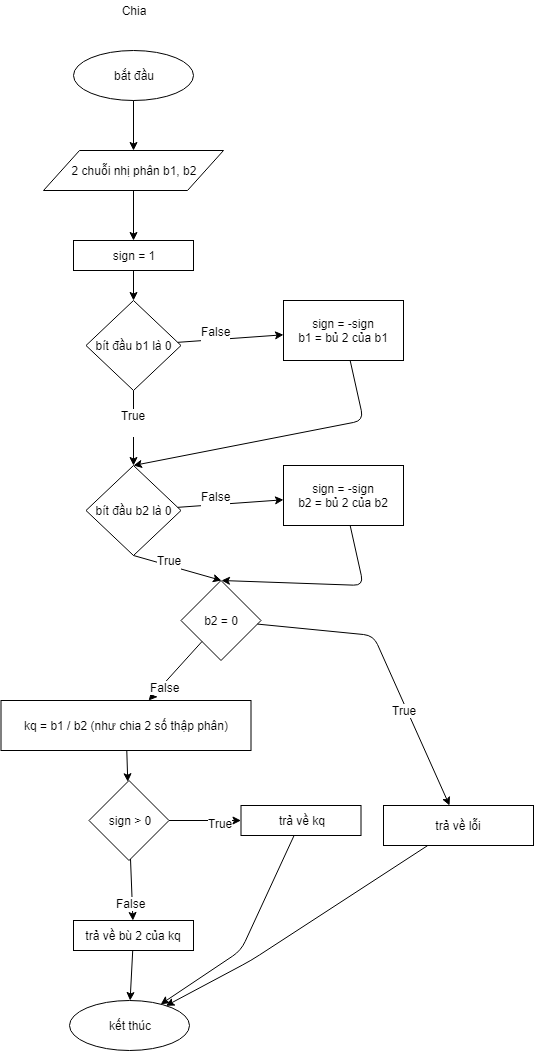 Chia
bắt đầu
2 chuỗi nhị phân b1, b2
sign = 1
bít đầu b1 là 0
False
sign = -sign
b1 = bủ 2 của b1
True
bít đầu b2 là 0
False
sign = -sign
b2 = bủ 2 của b2
True
b2 = 0
False
True
kq = b1 / b2 (như chia 2 số thập phân)
sign > 0
True
trả về kq
trả về lỗi
False
trả về bù 2 của kq
kết thúc